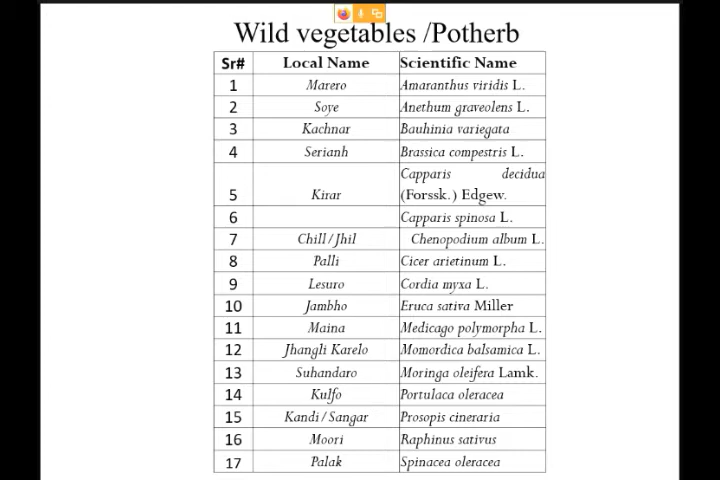 Wild vegetables /Potherb
Sr# Local Name Scientific Name
1 Marero Amaranthus viridis L.
2 Soye Anethum graveolens L.
3 Kachnar Bauhinia variegata
4 Serianh Brassica compestris L.
5 Kirar Capparis decidua
(Forssk.) Edgew.
6 Capparis spinosa L.
7 Chill/Jhil Chenopodium album L.
8 Palli Cicer arietinum L.
9 Lesuro Cordia myxa L.
10 Jambho Eruca sativa Miller
11 Maina Medicago polymorpha L.
12 Jhangli Karelo Momordica balsamica L.
13 Suhandaro Moringa oleifera Lamk.
14 Kulfo Portulaca oleracea
15 Kandi/Sangar Prosopis cineraria
16 Moori Raphinus sativus
17 Palak Spinacea oleracea